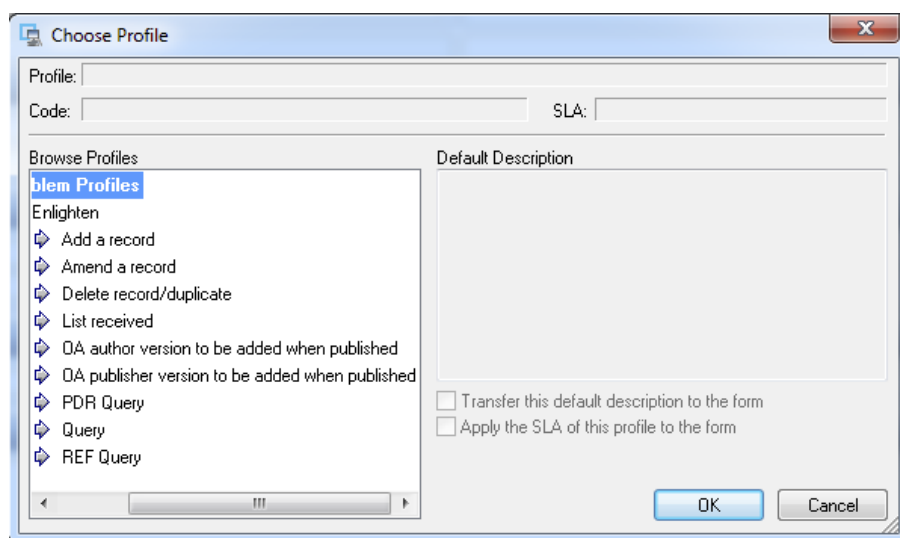 Choose Profile
Profile:
Code:
SLA:
Browse Profiles
Default Description
blem Profiles
Enlighten
Add a record
Amend a record
Delete record/duplicate
List received
OA author version to be added when published
OA publisher version to be added when published
PDR Query
Query
REF Query
Transfer this default description to the form
Apply the SLA of this profile to the form
OK
Cancel